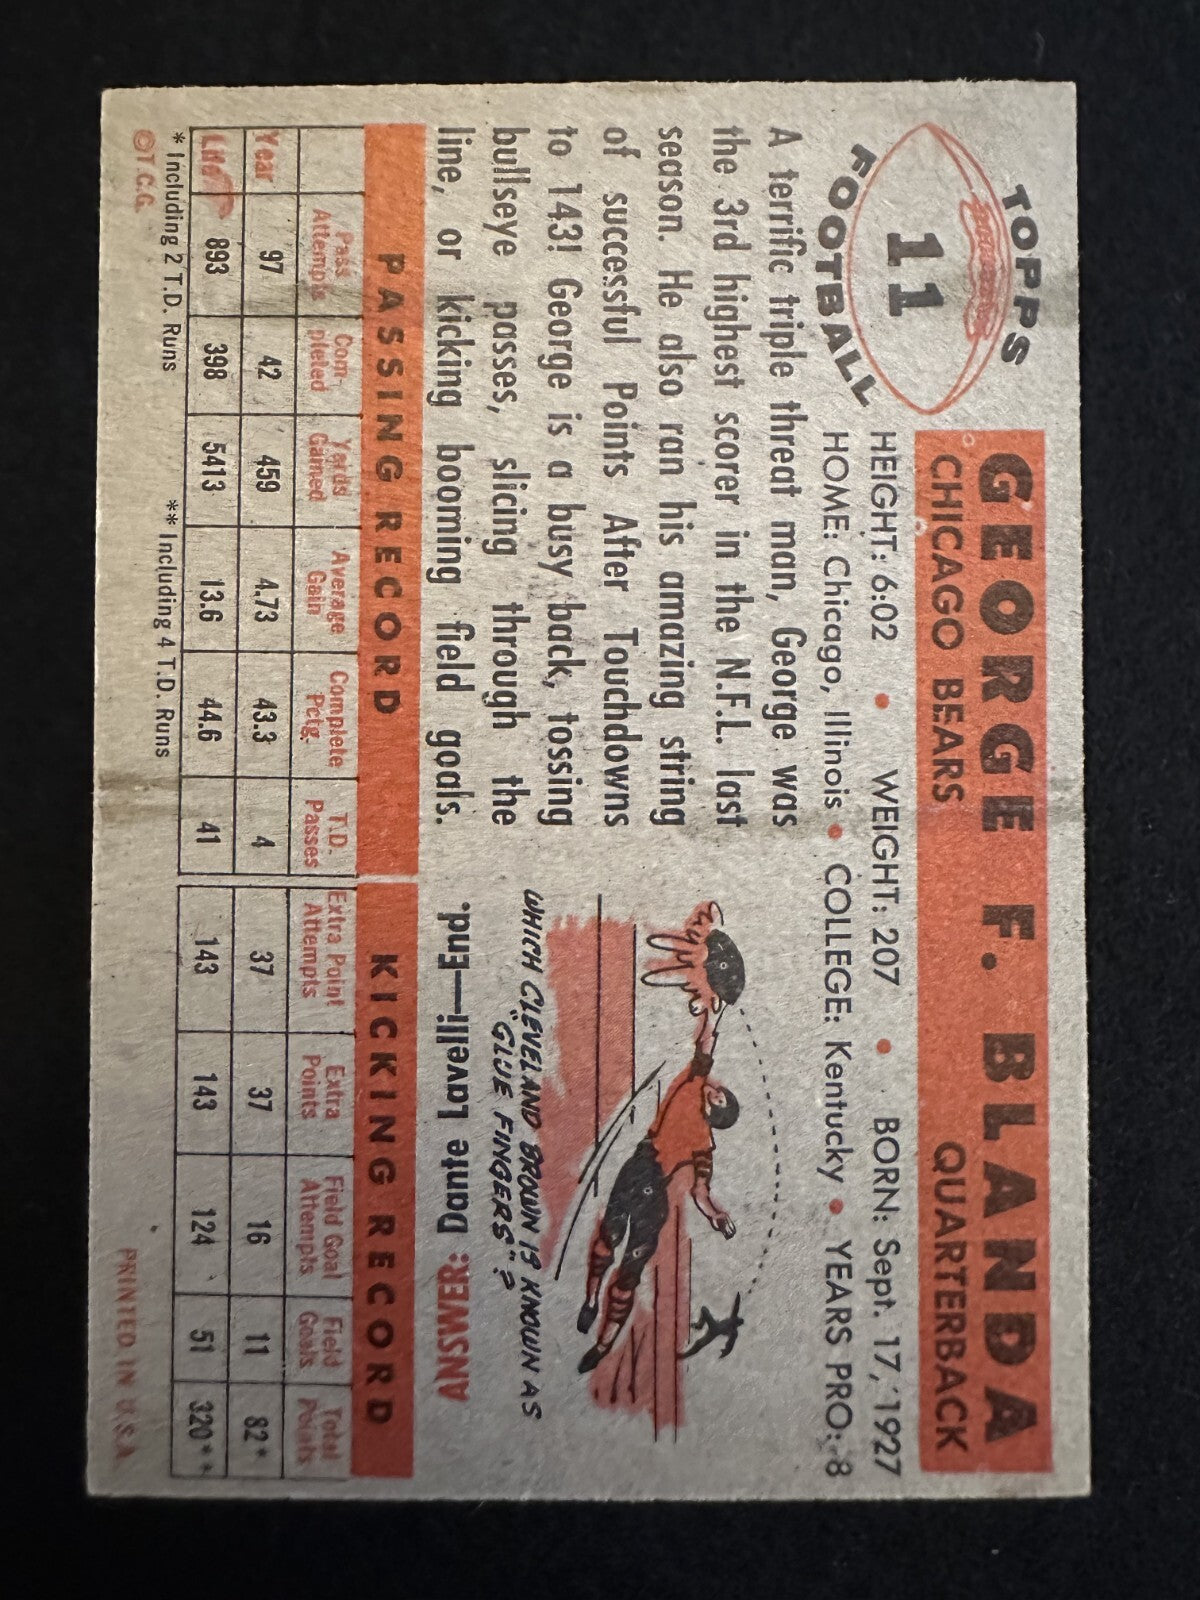 TOPPS
11
FOOTBALL
GEORGE F. BLANDA
CHICAGO BEARS QUARTERBACK
HEIGHT: 6:02 • WEIGHT: 207 • BORN: Sept. 17, 1927
HOME: Chicago, Illinois • COLLEGE: Kentucky • YEARS PRO: 8
A terrific triple threat man, George was
the 3rd highest scorer in the N.F.L. last
season. He also ran his amazing string
of successful Points After Touchdowns
to 143! George is a busy back, tossing
bullseye passes, slicing through the
line, or kicking booming field goals.
WHICH CLEVELAND BROWN IS KNOWN AS
"GLUE FINGERS"?
ANSWER: Dante Lavelli—End.
PASSING RECORD KICKING RECORD
Pass Attempts Com-pleted Yards Gained Average Gain Complete Pctg. T.D. Passes Extra Point Attempts Extra Points Field Goal Attempts Field Goals Total Points
Year 97 42 459 4.73 43.3 4 37 37 16 11 82*
Life 893 398 5413 13.6 44.6 41 143 143 124 51 320**
* Including 2 T.D. Runs ** Including 4 T.D. Runs
©T.C.G. PRINTED IN U.S.A.